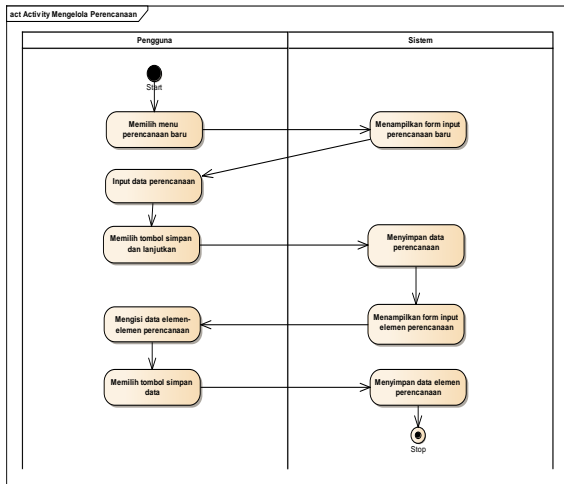 act Activity Mengelola Perencanaan
Pengguna
Sistem
Start
Memilih menu
perencanaan baru
Menampilkan form input
perencanaan baru
Input data perencanaan
Memilih tombol simpan
dan lanjutkan
Menyimpan data
perencanaan
Mengisi data elemen-
elemen perencanaan
Menampilkan form input
elemen perencanaan
Memilih tombol simpan
data
Menyimpan data elemen
perencanaan
Stop